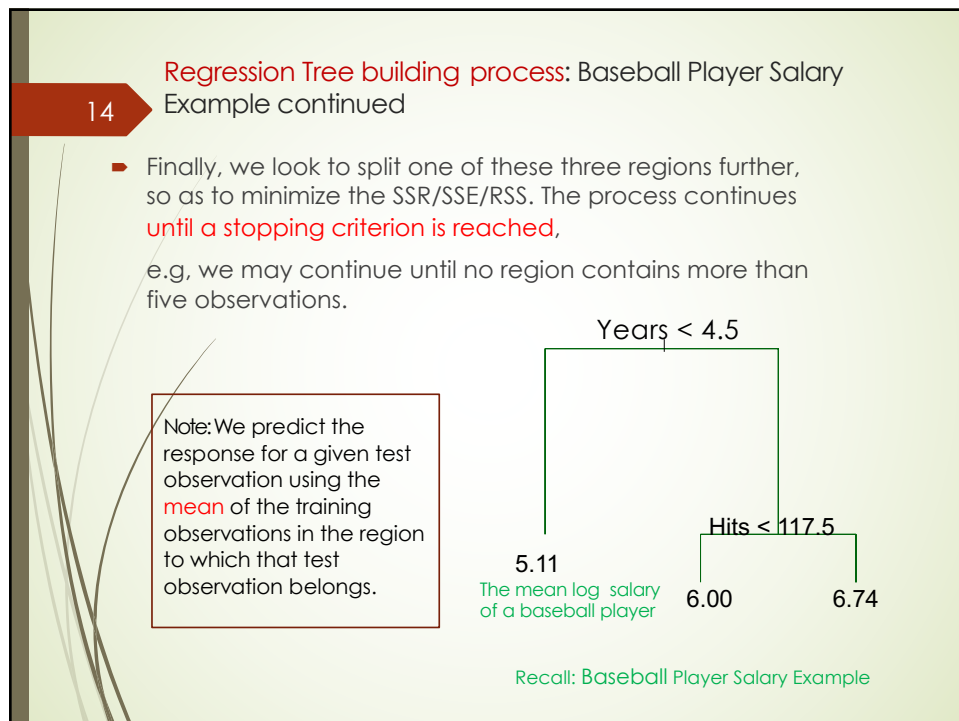 Regression Tree building process: Baseball Player Salary
Example continued
14
Finally, we look to split one of these three regions further,
so as to minimize the SSR/SSE/RSS. The process continues
until a stopping criterion is reached,
e.g, we may continue until no region contains more than
five observations.
Years < 4.5
Note: We predict the
response for a given test
observation using the
mean of the training
observations in the region
to which that test
observation belongs.
Hits < 117.5
5.11
The mean log salary
of a baseball player
6.00
6.74
Recall: Baseball Player Salary Example